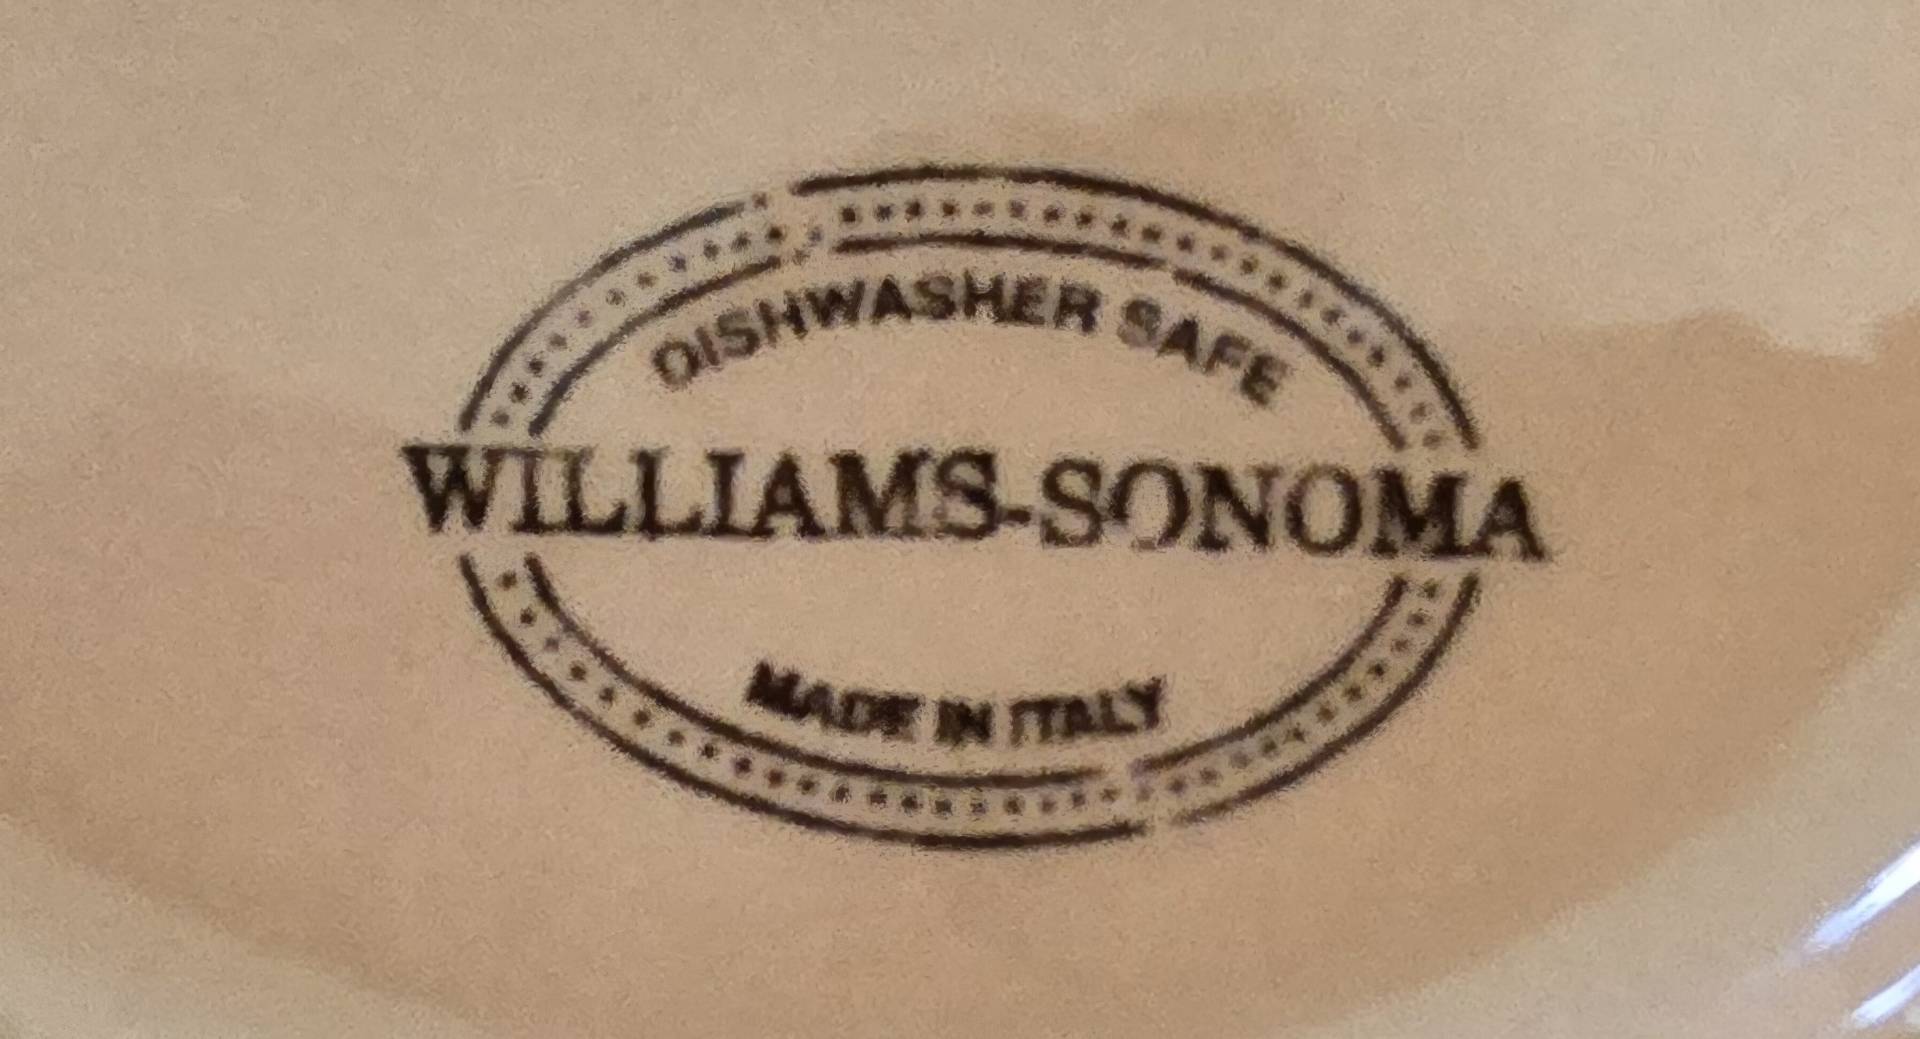 DISHWASHER SAFE
WILLIAMS-SONOMA
MADE IN ITALY